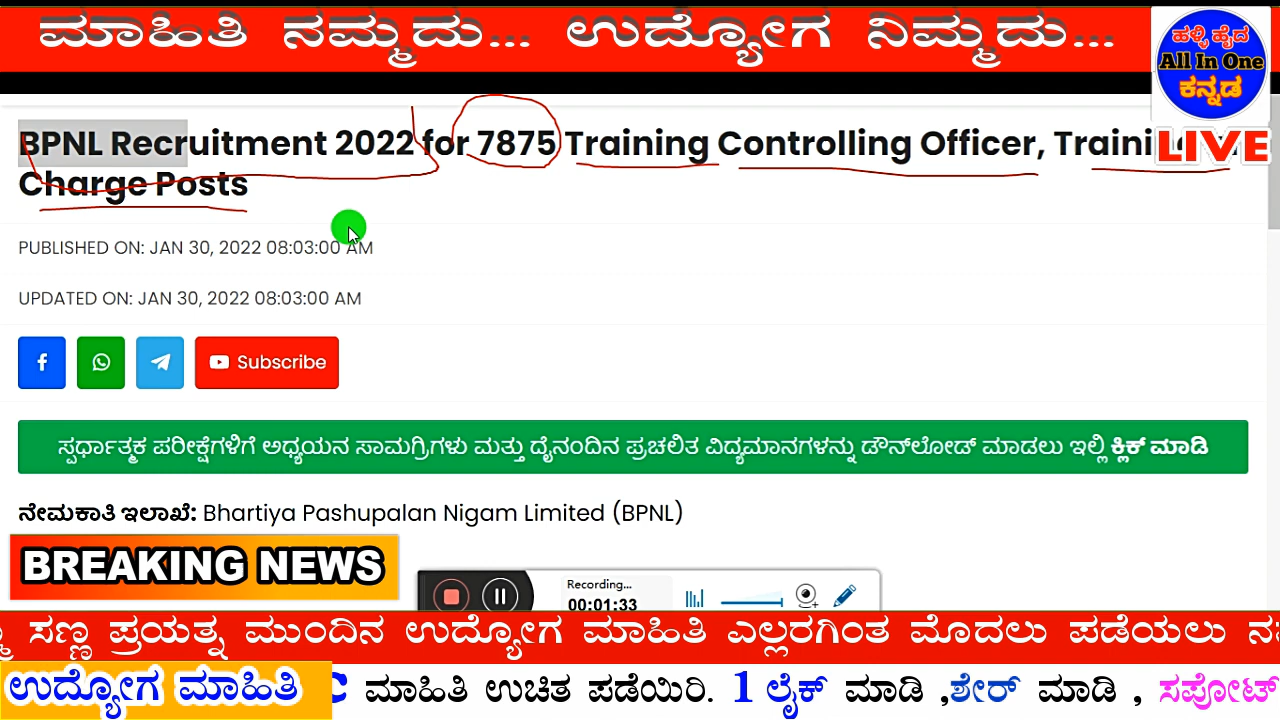 ಮಾಹಿತಿ ನಮ್ಮದು... ಉದ್ಯೋಗ ನಿಮ್ಮದು...
ಹಳ್ಳಿ ಹೈದ
All In One
ಕನ್ನಡ
LIVE
BPNL Recruitment 2022 for 7875 Training Controlling Officer, Training
Charge Posts
PUBLISHED ON: JAN 30, 2022 08:03:00 AM
UPDATED ON: JAN 30, 2022 08:03:00 AM
Subscribe
ಸ್ಪರ್ಧಾತ್ಮಕ ಪರೀಕ್ಷೆಗಳಿಗೆ ಅಧ್ಯಯನ ಸಾಮಗ್ರಿಗಳು ಮತ್ತು ದೈನಂದಿನ ಪ್ರಚಲಿತ ವಿದ್ಯಮಾನಗಳನ್ನು ಡೌನ್‌ಲೋಡ್ ಮಾಡಲು ಇಲ್ಲಿ ಕ್ಲಿಕ್ ಮಾಡಿ
ನೇಮಕಾತಿ ಇಲಾಖೆ: Bhartiya Pashupalan Nigam Limited (BPNL)
BREAKING NEWS
Recording...
00:01:33
ಸಣ್ಣ ಪ್ರಯತ್ನ ಮುಂದಿನ ಉದ್ಯೋಗ ಮಾಹಿತಿ ಎಲ್ಲರಗಿಂತ ಮೊದಲು ಪಡೆಯಲು
ಉದ್ಯೋಗ ಮಾಹಿತಿ ಮಾಹಿತಿ ಉಚಿತ ಪಡೆಯಿರಿ. 1 ಲೈಕ್ ಮಾಡಿ ,ಶೇರ್ ಮಾಡಿ , ಸಪೋರ್ಟ್